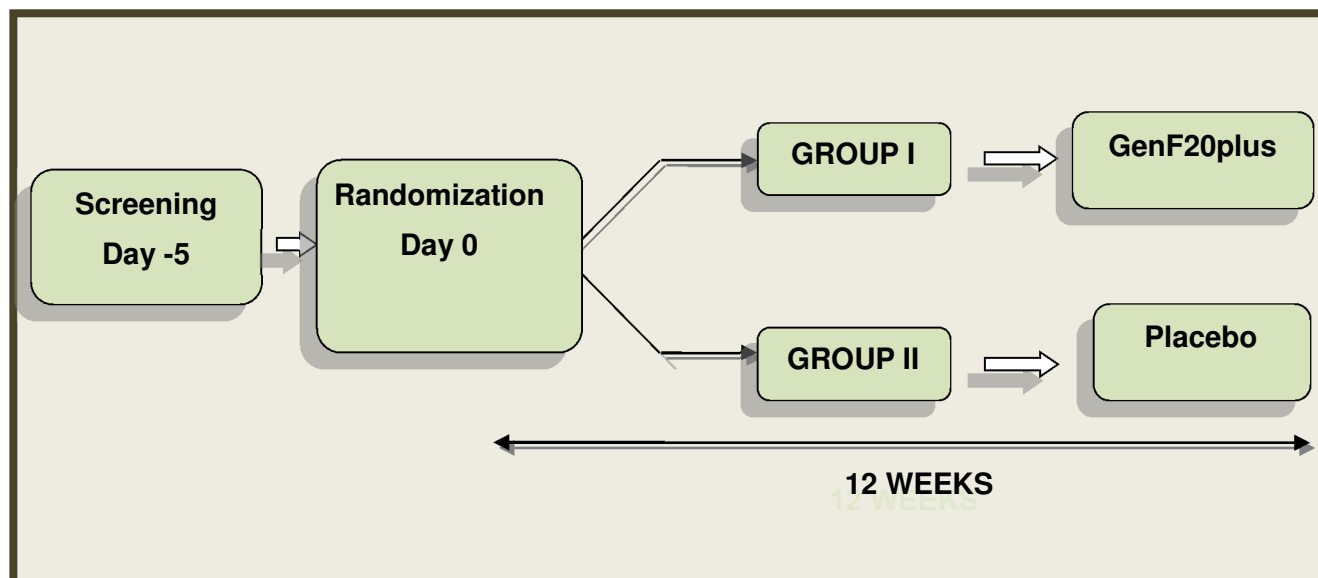 Screening
Day -5
Randomization
Day 0
GROUP I
GenF20plus
GROUP II
Placebo
12 WEEKS